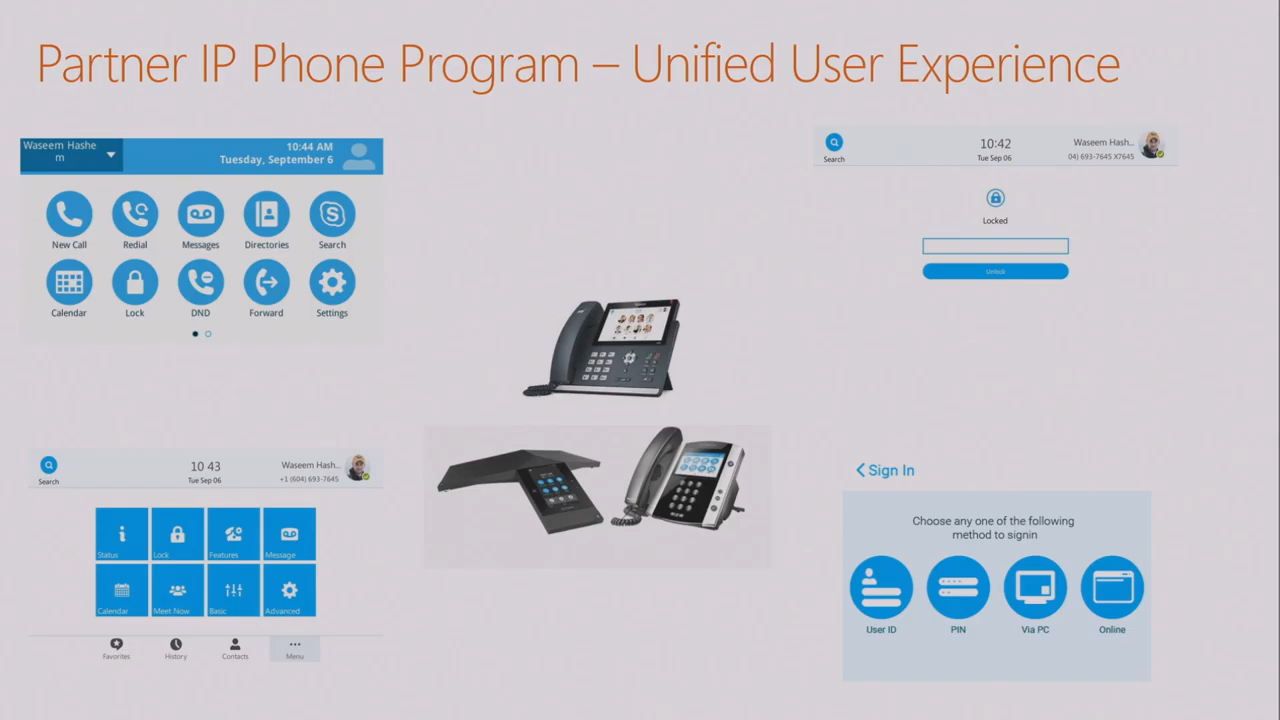 Partner IP Phone Program – Unified User Experience
Waseem Hashe
m
10:44 AM
Tuesday, September 6
New Call
Redial
Messages
Directories
Search
Calendar
Lock
DND
Forward
Settings
Search
10:42
Tue Sep 06
Waseem Hash...
04) 693-7645 X7645
Locked
Unlock
Search
10 43
Tue Sep 06
Waseem Hash...
+1 (604) 693-7645
Status
Lock
Features
Message
Calendar
Meet Now
Basic
Advanced
Favorites
History
Contacts
Menu
Sign In
Choose any one of the following
method to signin
User ID
PIN
Via PC
Online